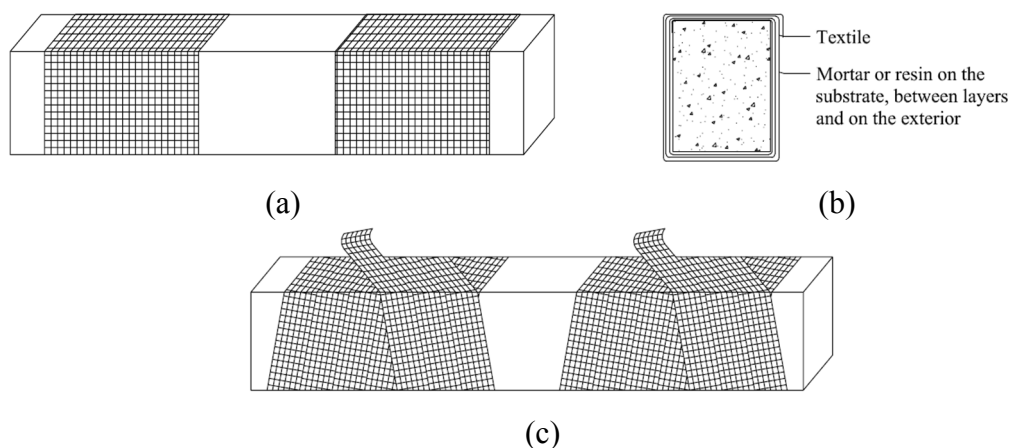 Textile
Mortar or resin on the
substrate, between layers
and on the exterior
(a)
(b)
(c)